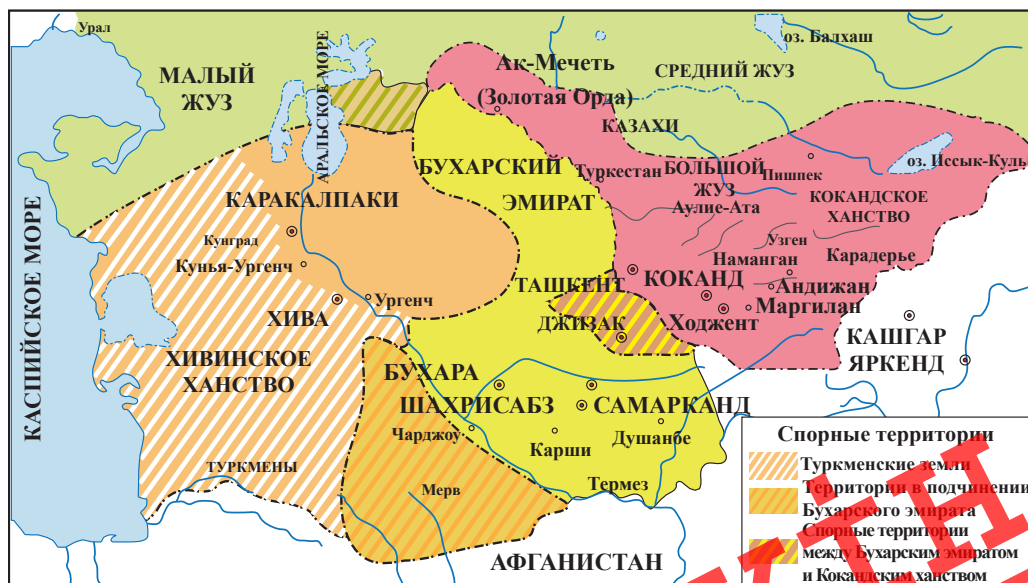 Урал
МАЛЫЙ
ЖУЗ
АРАЛЬСКОЕ МОРЕ
Ак-Мечеть
(Золотая Орда)
оз. Балхаш
СРЕДНИЙ ЖУЗ
КАЗАХИ
БУХАРСКИЙ
ЭМИРАТ
Туркестан
БОЛЬШОЙ
ЖУЗ
Пишпек
оз. Иссык-Куль
Аулие-Ата
КОКАНДСКОЕ
ХАНСТВО
КАРАКАЛПАКИ
Кунград
Кунья-Ургенч
Узген
Наманган
Карадерье
ТАШКЕНТ
КОКАНД
Андижан
Ургенч
Маргилан
ХИВА
ДЖИЗАК
Ходжент
КАШГАР
ЯРКЕНД
КАСПИЙСКОЕ МОРЕ
ХИВИНСКОЕ
ХАНСТВО
БУХАРА
ШАХРИСАБЗ
САМАРКАНД
Чарджоу
Карши
Душанбе
ТУРКМЕНЫ
Мерв
Термез
АФГАНИСТАН
Спорные территории
Туркменские земли
Территории в подчинении
Бухарского эмирата
Спорные территории
между Бухарским эмиратом
и Кокандским ханством